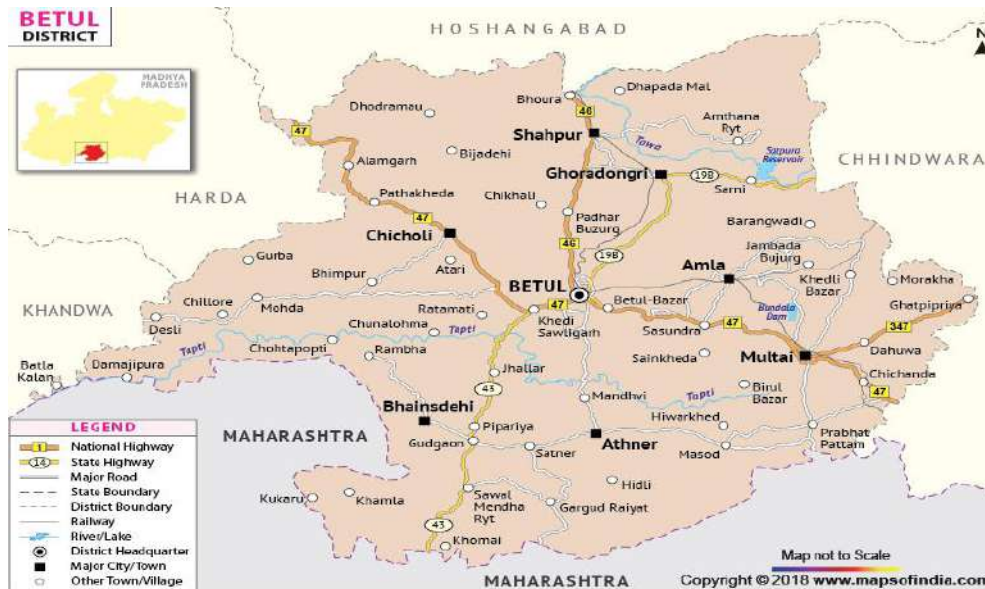 BETUL
DISTRICT
HOSHANGABAD
N
MADHYA
PRADESH
Bhoura
Dhapada Mal
46
Dhodramau
Amthana
Ryt
47
Shahpur
Tawa
Satpura
Reservoir
Bijadehi
CHHINDWARA
Alamgarh
Ghoradongri
19B
Sarni
HARDA
Pathakheda
Chikhali
Padhar
Buzurg
Barangwadi
47
Chicholi
46
Jambada
Bujurg
Gurba
Atari
19B
Amla
Khedli
Bazar
Morakha
Bhimpur
BETUL
Ghatpipriya
KHANDWA
Chillore
Mohda
Ratamati
47
Betul-Bazar
Bundala
Dam
Desli
Chunalohma
Tapti
Khedi
Sawligarh
Sasundra
47
347
Tapti
Chohtapopti
Rambha
Sainkheda
Multai
Dahuwa
Batla
Kalan
Damajipura
Jhallar
Chichanda
43
Mandhvi
Tapti
Birul
Bazar
47
Bhainsdehi
Hiwarkhed
MAHARASHTRA
Pipariya
Gudgaon
Athner
Prabhat
Pattam
Satner
Masod
Kukaru
Khamla
Sawal
Mendha
Ryt
Hidli
Gargud Raiyat
43
Khomai
MAHARASHTRA
LEGEND
1 National Highway
14 State Highway
Major Road
State Boundary
District Boundary
Railway
River/Lake
District Headquarter
Major City/Town
Other Town/Village
Map not to Scale
Copyright © 2018 www.mapsofindia.com